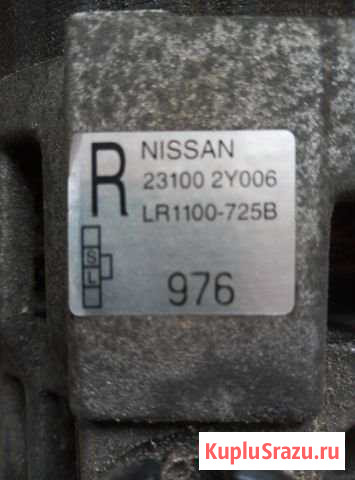 R NISSAN
23100 2Y006
LR1100-725B
S
L
976
KupluSrazu.ru